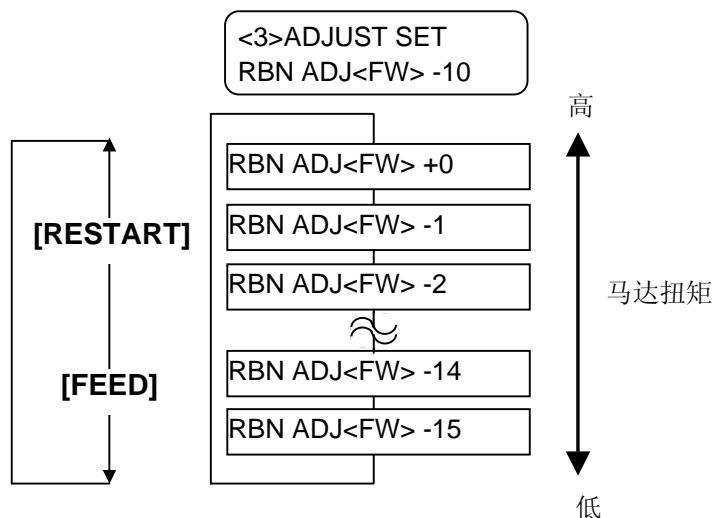 <3>ADJUST SET
RBN ADJ<FW> -10
高
RBN ADJ<FW> +0
[RESTART]
RBN ADJ<FW> -1
RBN ADJ<FW> -2
马达扭矩
[FEED]
RBN ADJ<FW> -14
RBN ADJ<FW> -15
低